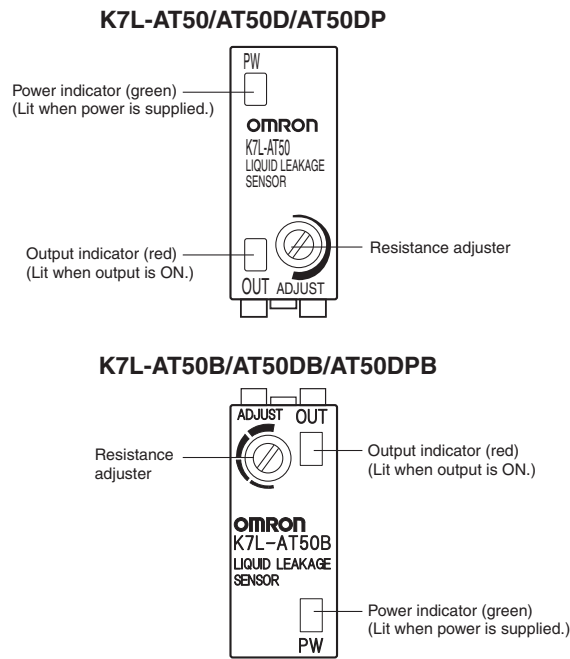 K7L-AT50/AT50D/AT50DP
PW
Power indicator (green)
(Lit when power is supplied.)
OMRON
K7L-AT50
LIQUID LEAKAGE
SENSOR
Output indicator (red)
(Lit when output is ON.)
Resistance adjuster
OUT ADJUST
K7L-AT50B/AT50DB/AT50DPB
ADJUST OUT
Resistance
adjuster
Output indicator (red)
(Lit when output is ON.)
OMRON
K7L-AT50B
LIQUID LEAKAGE
SENSOR
Power indicator (green)
(Lit when power is supplied.)
PW